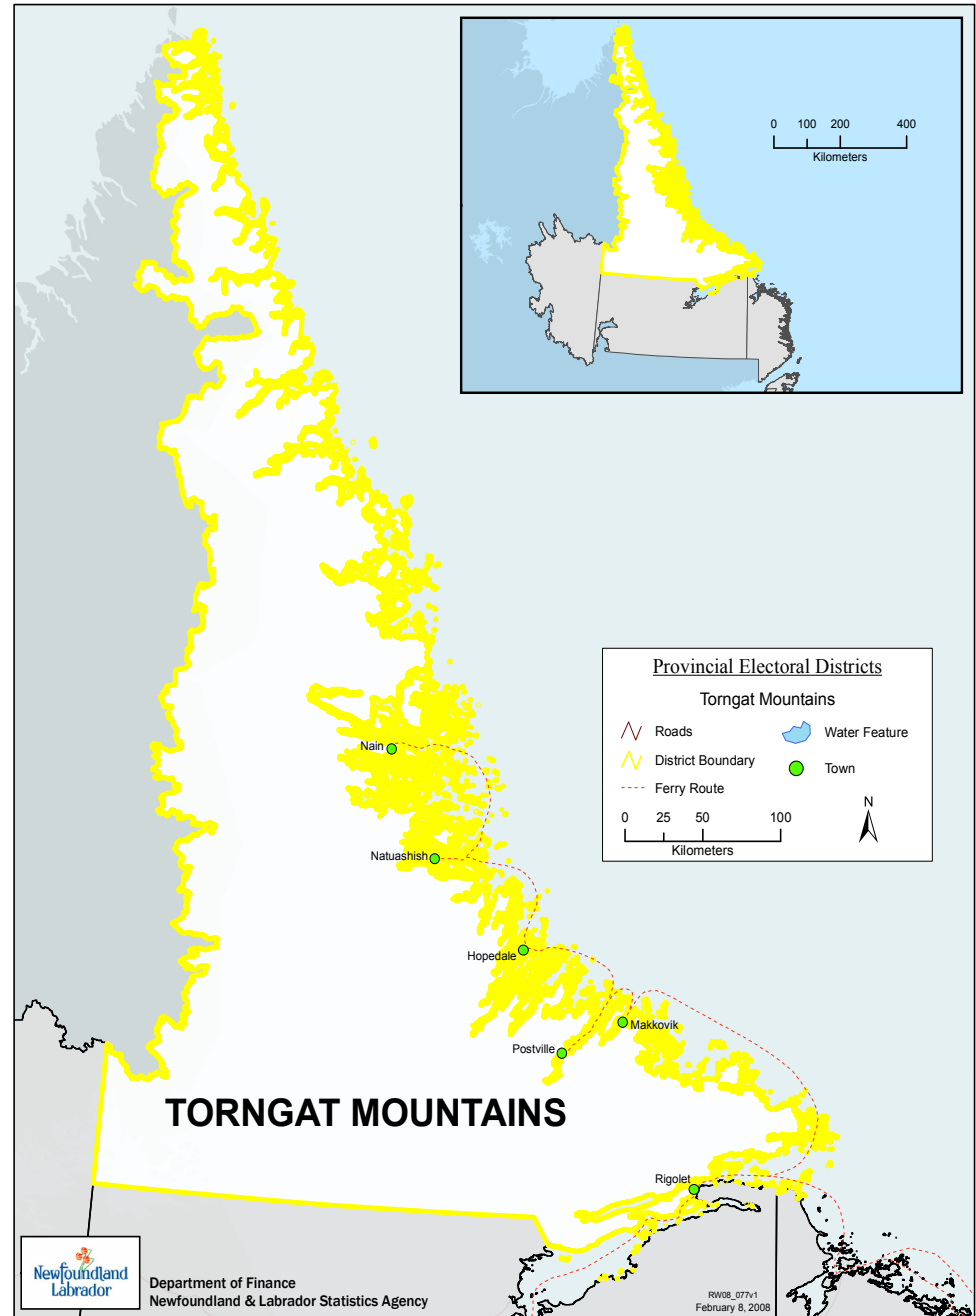 0 100 200 400
Kilometers
Provincial Electoral Districts
Torngat Mountains
Roads
Water Feature
District Boundary
Town
Ferry Route
N
0 25 50 100
Kilometers
Nain
Natuashish
Hopedale
Makkovik
Postville
TORNGAT MOUNTAINS
Rigolet
Newfoundland
Labrador
Department of Finance
Newfoundland & Labrador Statistics Agency
RW08_077v1
February 8, 2008